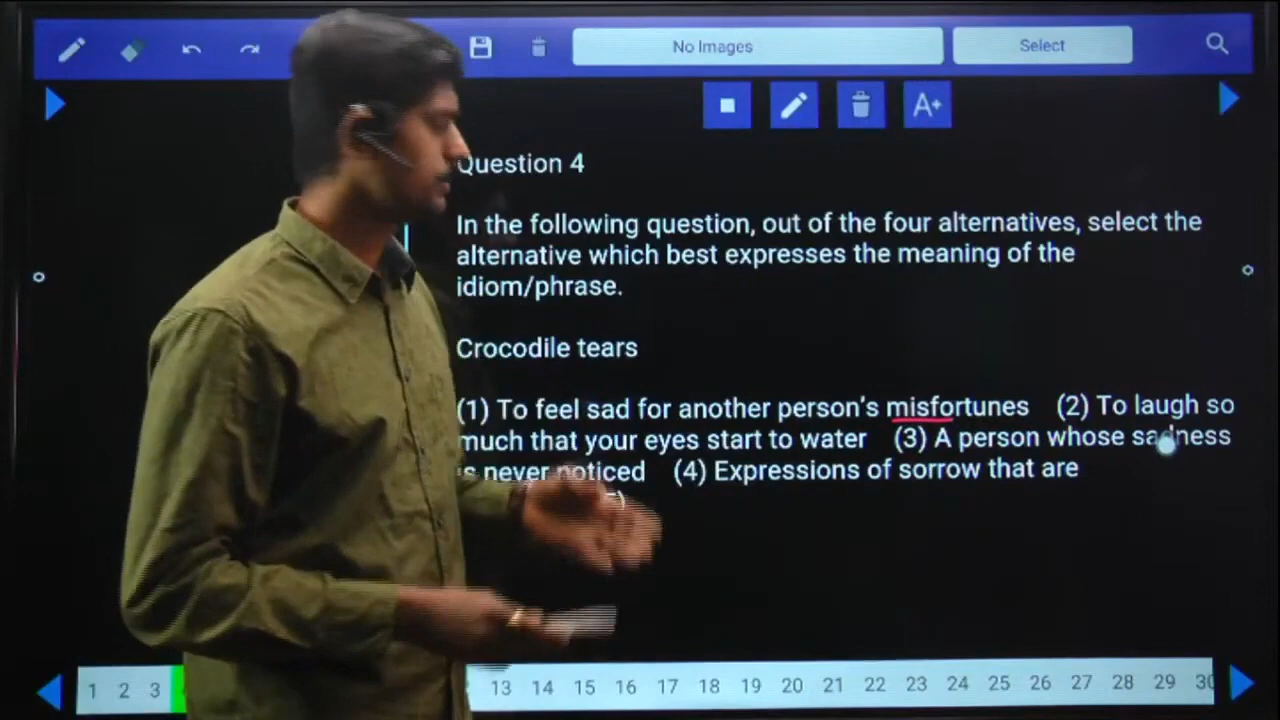 No Images
Select
A+
Question 4
In the following question, out of the four alternatives, select the
alternative which best expresses the meaning of the
idiom/phrase.
Crocodile tears
(1) To feel sad for another person's misfortunes (2) To laugh so
much that your eyes start to water (3) A person whose sadness
is never noticed (4) Expressions of sorrow that are
1 2 3 13 14 15 16 17 18 19 20 21 22 23 24 25 26 27 28 29 30